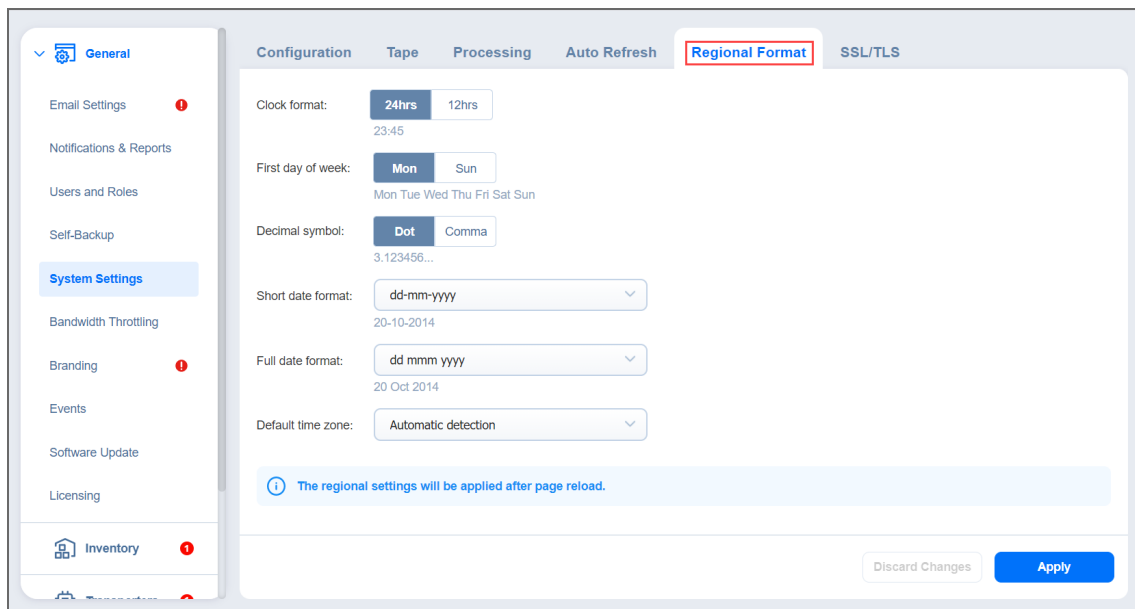 General
Email Settings
Notifications & Reports
Users and Roles
Self-Backup
System Settings
Bandwidth Throttling
Branding
Events
Software Update
Licensing
Inventory 1
Configuration Tape Processing Auto Refresh Regional Format SSL/TLS
Clock format: 24hrs 12hrs
23:45
First day of week: Mon Sun
Mon Tue Wed Thu Fri Sat Sun
Decimal symbol: Dot Comma
3.123456...
Short date format: dd-mm-yyyy
20-10-2014
Full date format: dd mmm yyyy
20 Oct 2014
Default time zone: Automatic detection
The regional settings will be applied after page reload.
Discard Changes Apply